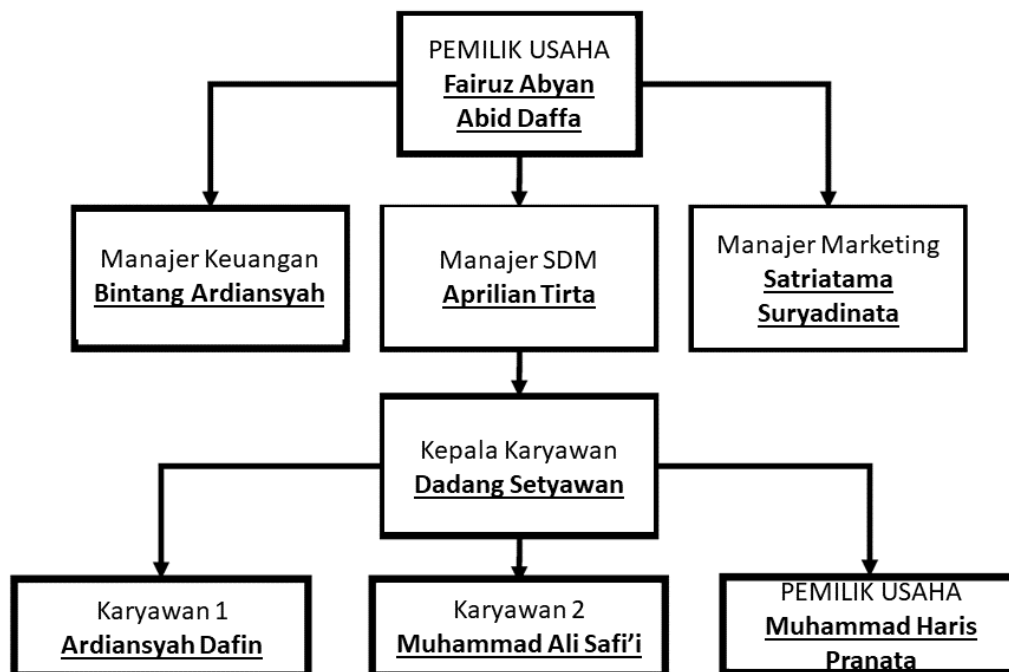 PEMILIK USAHA
Fairuz Abyan
Abid Daffa
Manajer Keuangan
Bintang Ardiansyah
Manajer SDM
Aprilian Tirta
Manajer Marketing
Satriatama
Suryadinata
Kepala Karyawan
Dadang Setyawan
Karyawan 1
Ardiansyah Dafin
Karyawan 2
Muhammad Ali Safi’i
PEMILIK USAHA
Muhammad Haris
Pranata